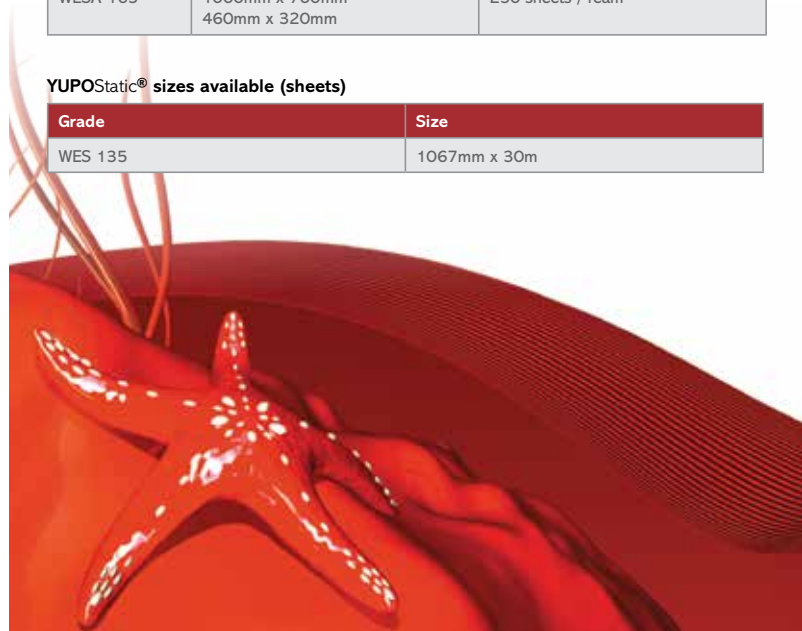 460mm x 320mm
YUPOStatic® sizes available (sheets)
Grade Size
WES 135 1067mm x 30m